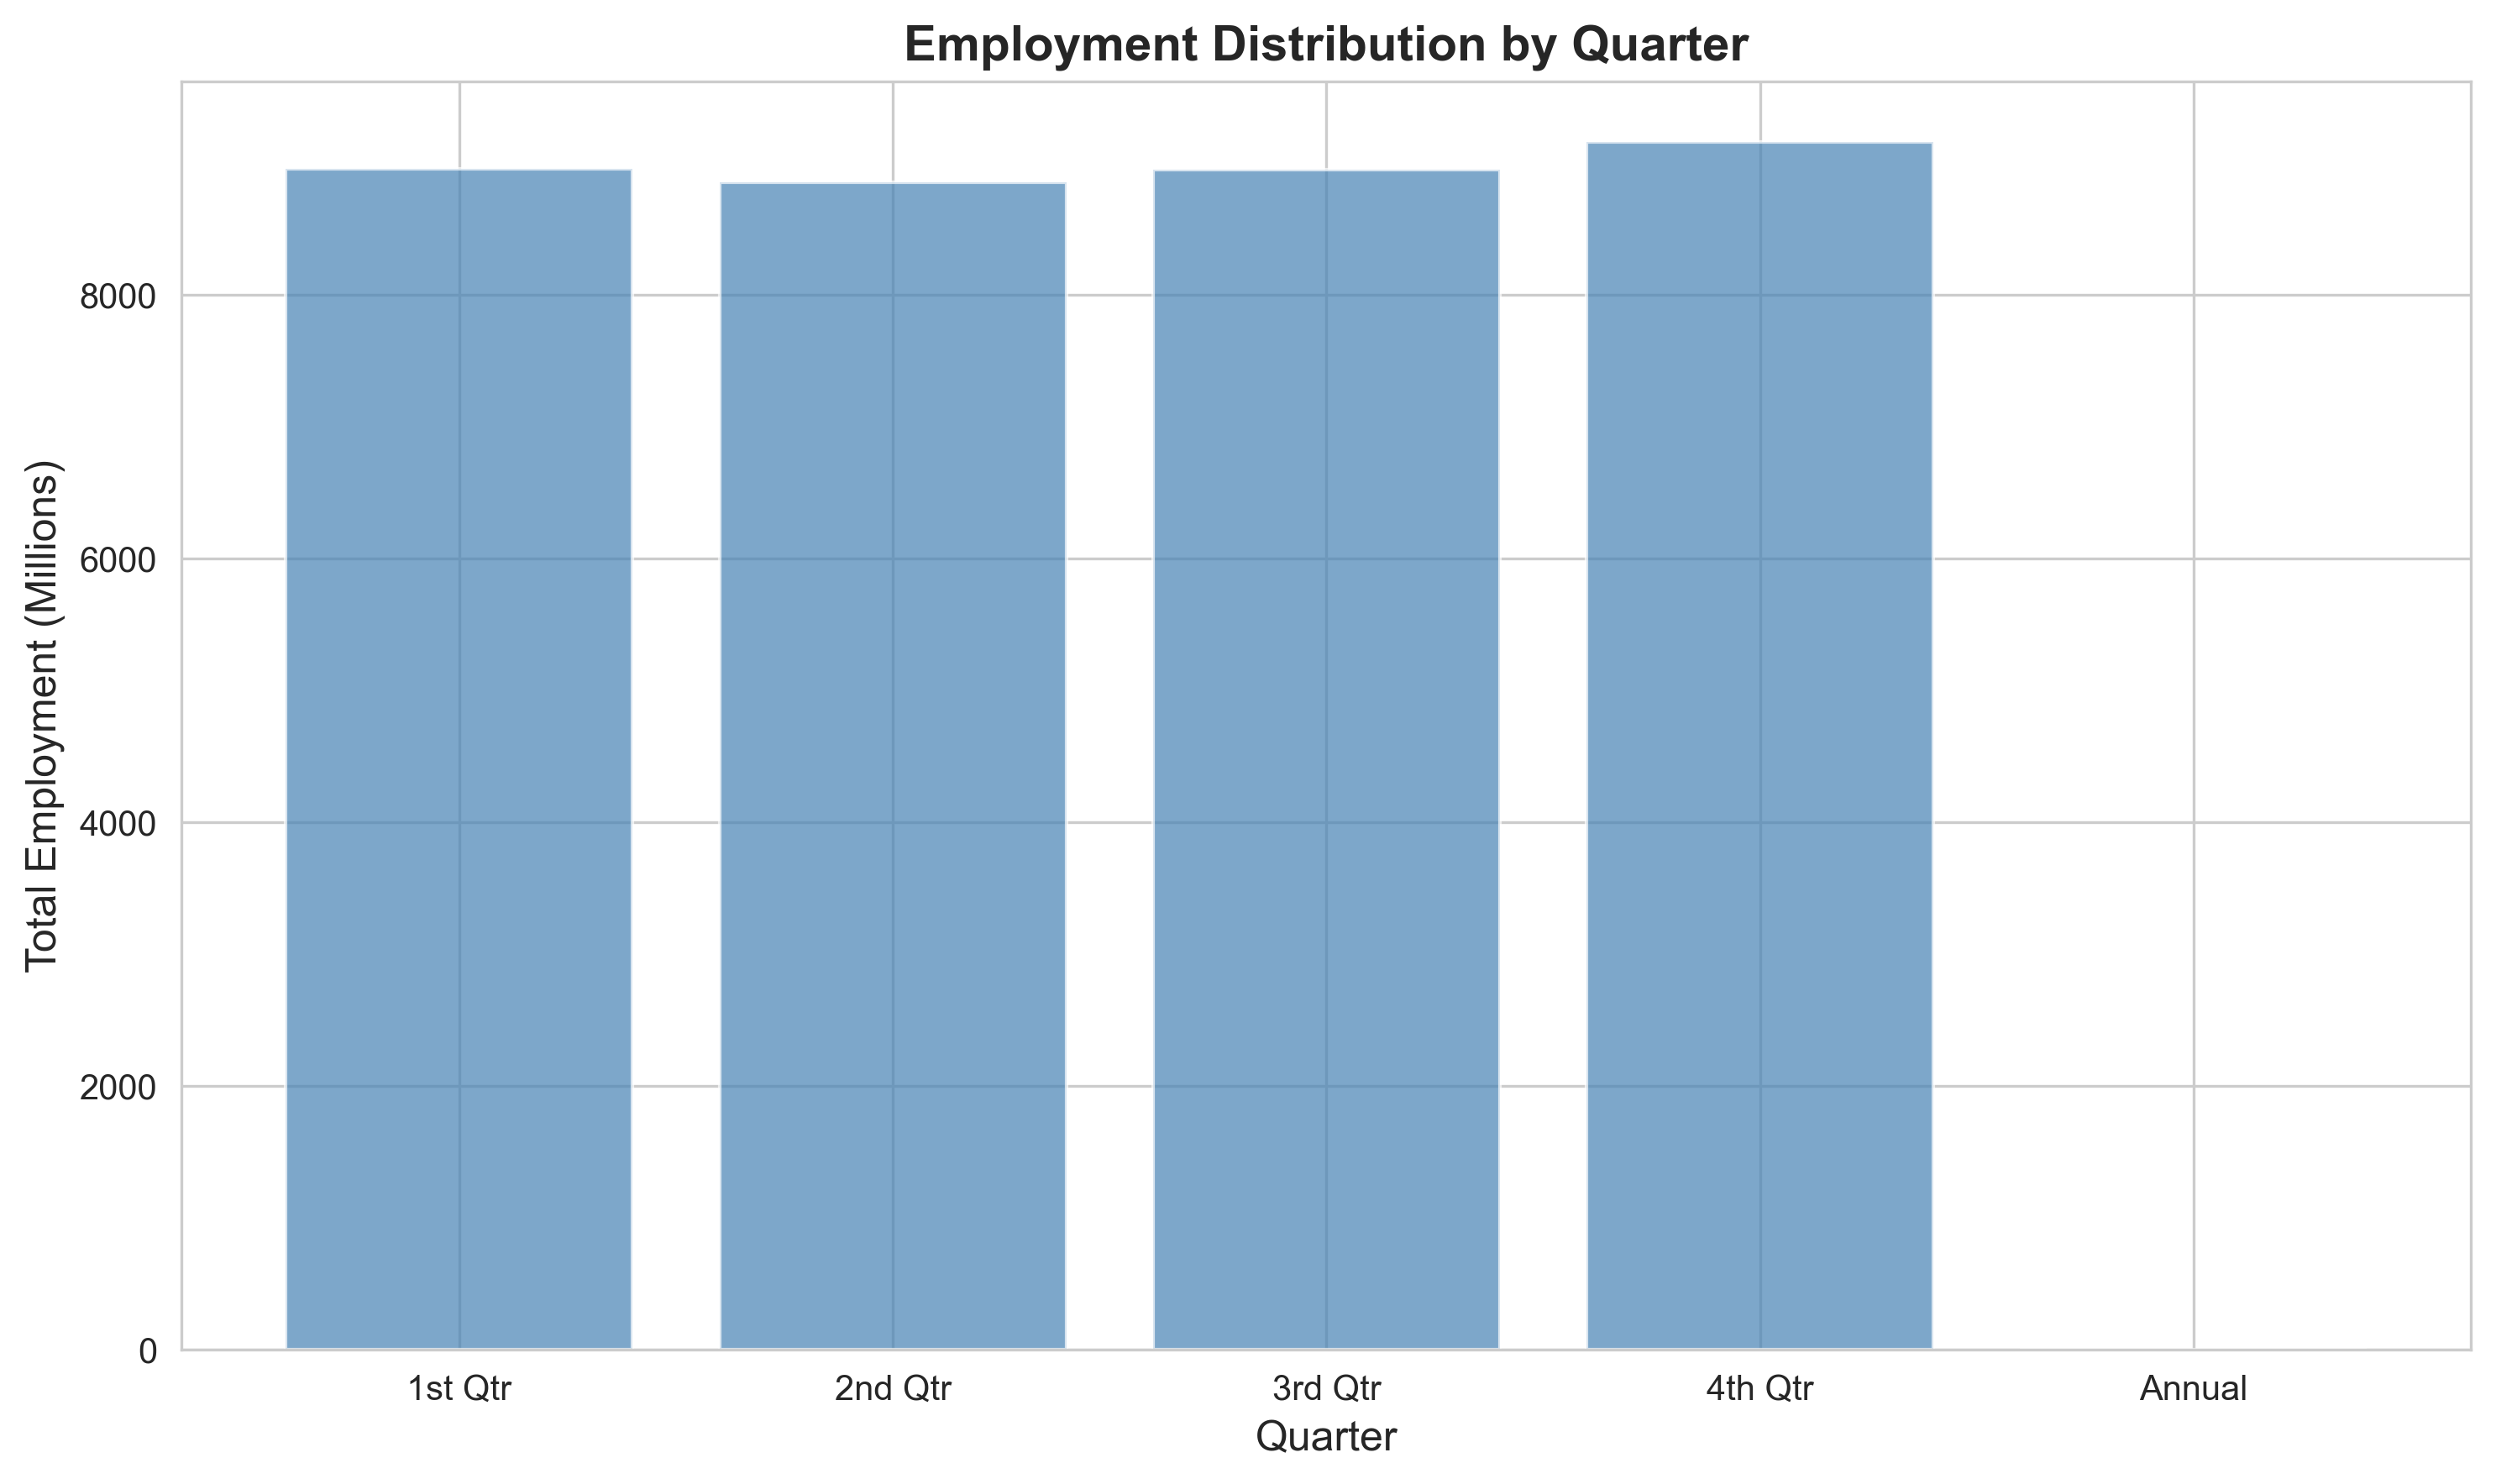 Employment Distribution by Quarter
Total Employment (Millions)
8000
6000
4000
2000
0
1st Qtr
2nd Qtr
3rd Qtr
4th Qtr
Annual
Quarter